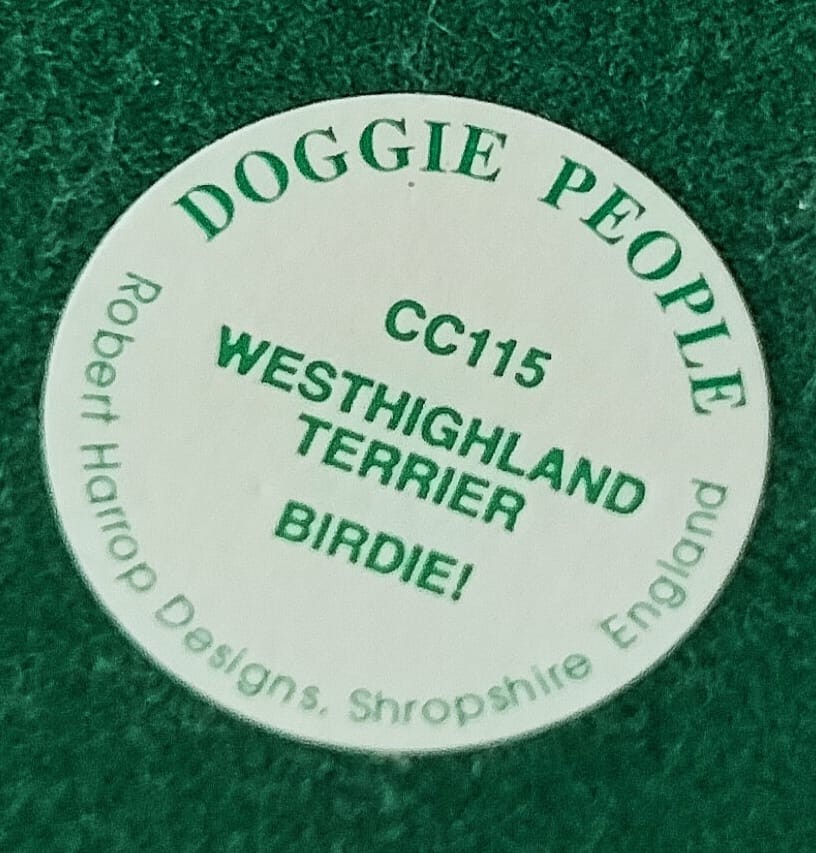 DOGGIE PEOPLE
CC115
WESTHIGHLAND
TERRIER
BIRDIE!
Robert Harrop Designs, Shropshire England